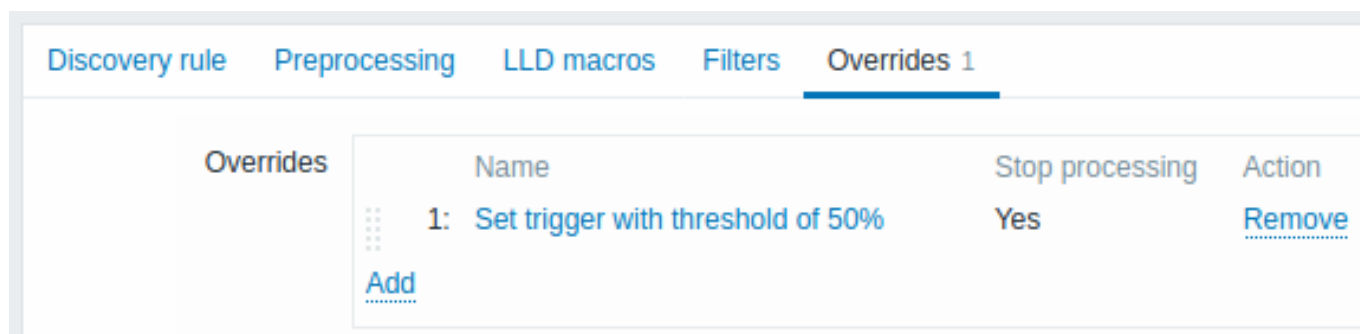 Discovery rule Preprocessing LLD macros Filters Overrides 1
Overrides Name Stop processing Action
1: Set trigger with threshold of 50% Yes Remove
Add